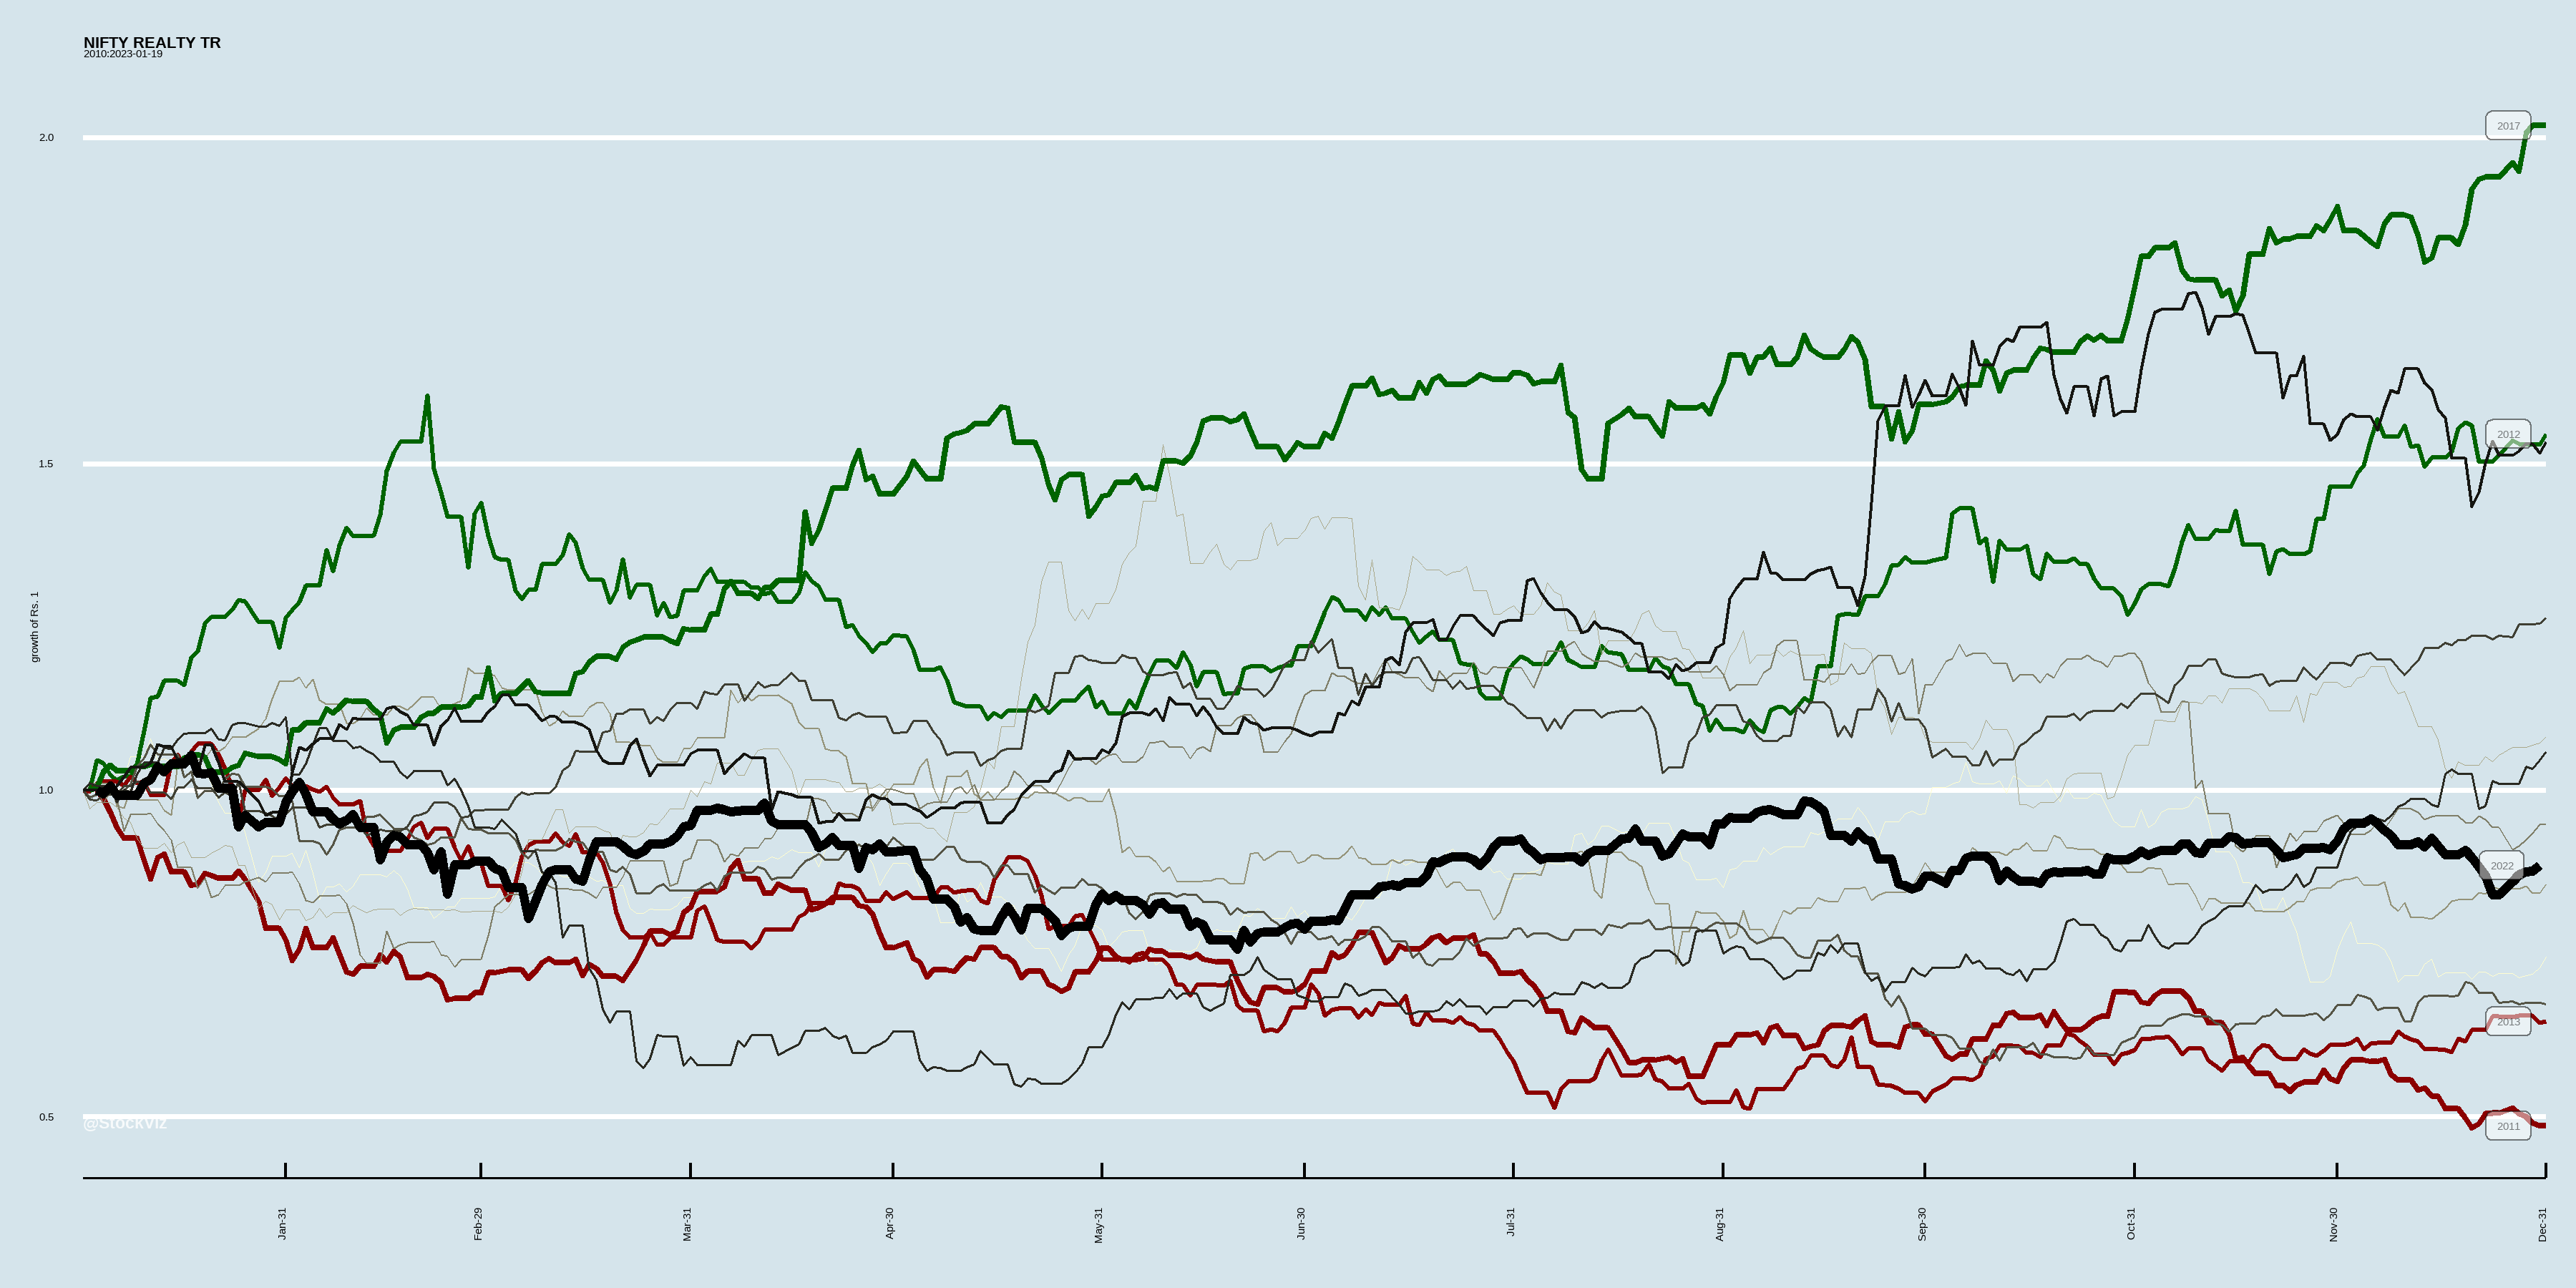 NIFTY REALTY TR
2010:2023-01-19
2.0
1.5
1.0
0.5
growth of Rs. 1
2017
2012
2022
2013
2011
@StockViz
Jan-31
Feb-29
Mar-31
Apr-30
May-31
Jun-30
Jul-31
Aug-31
Sep-30
Oct-31
Nov-30
Dec-31